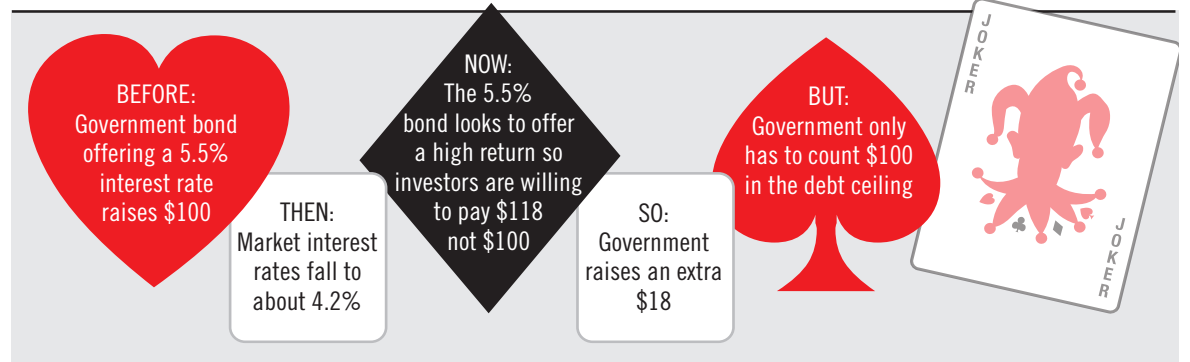 BEFORE:
Government bond
offering a 5.5%
interest rate
raises $100
THEN:
Market interest
rates fall to
about 4.2%
NOW:
The 5.5%
bond looks to offer
a high return so
investors are willing
to pay $118
not $100
SO:
Government
raises an extra
$18
BUT:
Government only
has to count $100
in the debt ceiling
JOKER
JOKER